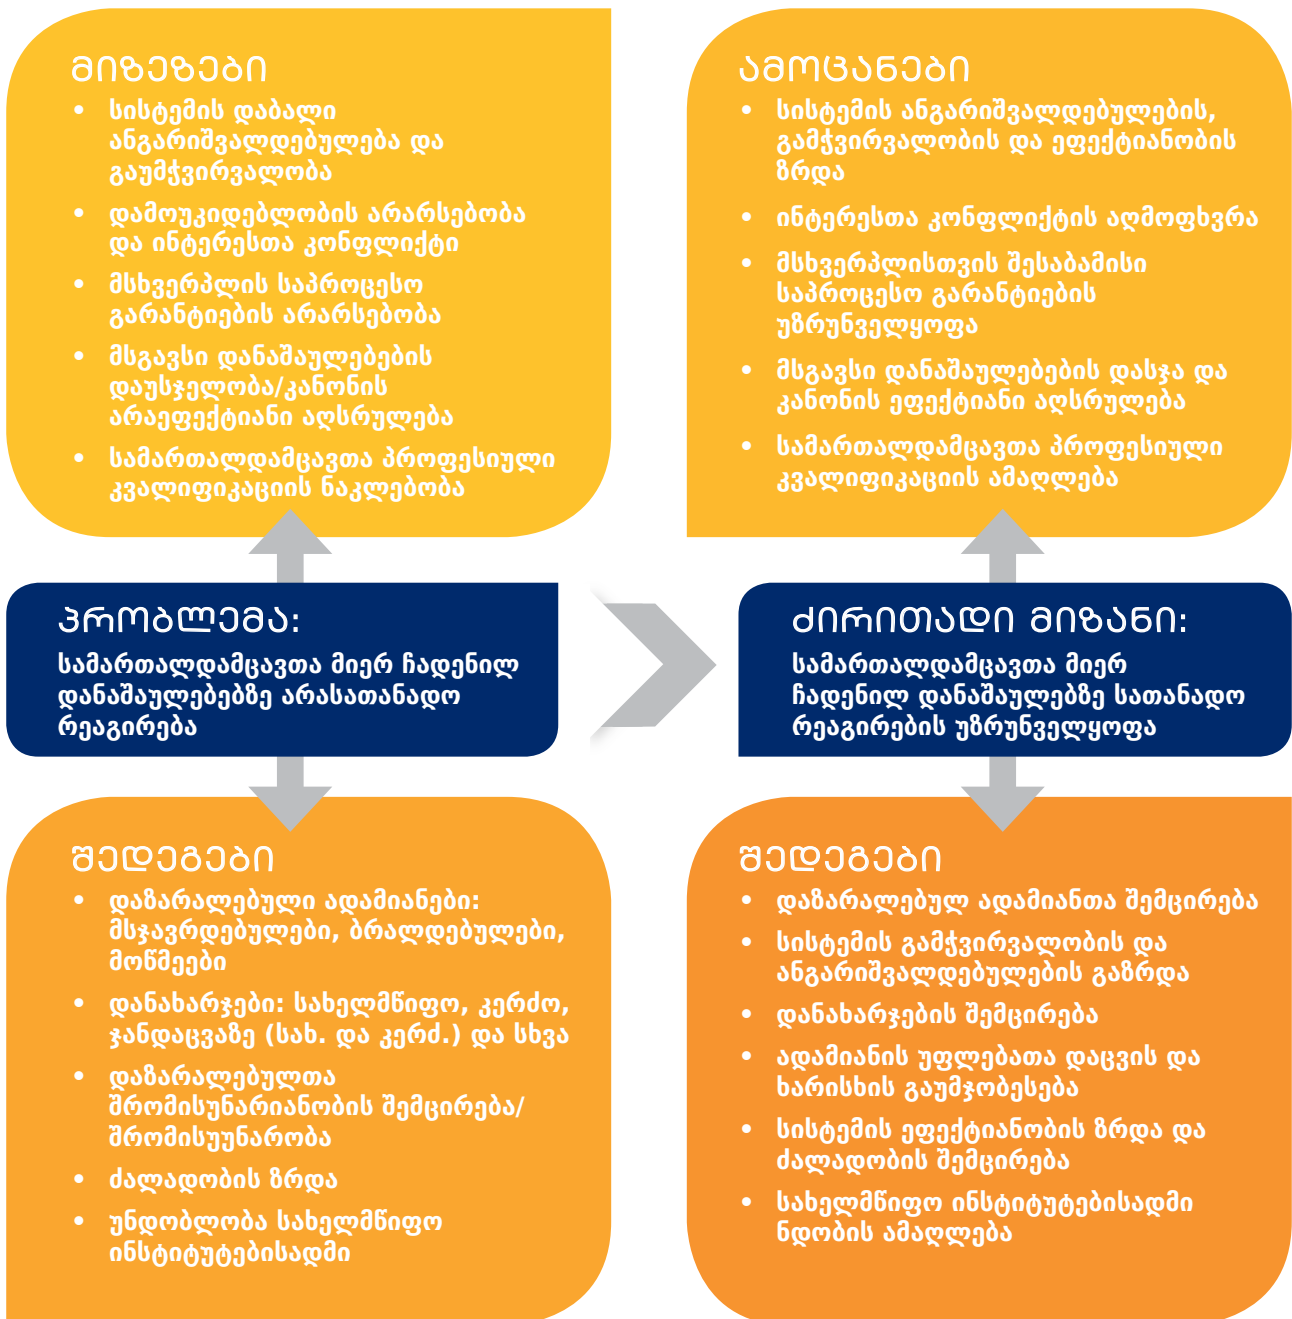 მიზეზები
• სისტემის დაბალი
ანგარიშვალდებულება და
გაუმჭვირვალობა
• დამოუკიდებლობის არარსებობა
და ინტერესთა კონფლიქტი
• მსხვერპლის საპროცესო
გარანტიების არარსებობა
• მსგავსი დანაშაულებების
დაუსჯელობა/კანონის
არაეფექტიანი აღსრულება
• სამართალდამცავთა პროფესიული
კვალიფიკაციის ნაკლებობა
ამოცანები
• სისტემის ანგარიშვალდებულების,
გამჭვირვალობის და ეფექტიანობის
ზრდა
• ინტერესთა კონფლიქტის აღმოფხვრა
• მსხვერპლისთვის შესაბამისი
საპროცესო გარანტიების
უზრუნველყოფა
• მსგავსი დანაშაულებების დასჯა და
კანონის ეფექტიანი აღსრულება
• სამართალდამცავთა პროფესიული
კვალიფიკაციის ამაღლება
პრობლემა:
სამართალდამცავთა მიერ ჩადენილ
დანაშაულებებზე არასათანადო
რეაგირება
ძირითადი მიზანი:
სამართალდამცავთა მიერ
ჩადენილ დანაშაულებზე სათანადო
რეაგირების უზრუნველყოფა
შედეგები
• დაზარალებული ადამიანები:
მსჯავრდებულები, ბრალდებულები,
მოწმეები
• დანახარჯები: სახელმწიფო, კერძო,
ჯანდაცვაზე (სახ. და კერძ.) და სხვა
• დაზარალებულთა
შრომისუნარიანობის შემცირება/
შრომისუუნარობა
• ძალადობის ზრდა
• უნდობლობა სახელმწიფო
ინსტიტუტებისადმი
შედეგები
• დაზარალებულ ადამიანთა შემცირება
• სისტემის გამჭვირვალობის და
ანგარიშვალდებულების გაზრდა
• დანახარჯების შემცირება
• ადამიანის უფლებათა დაცვის და
ხარისხის გაუმჯობესება
• სისტემის ეფექტიანობის ზრდა და
ძალადობის შემცირება
• სახელმწიფო ინსტიტუტებისადმი
ნდობის ამაღლება